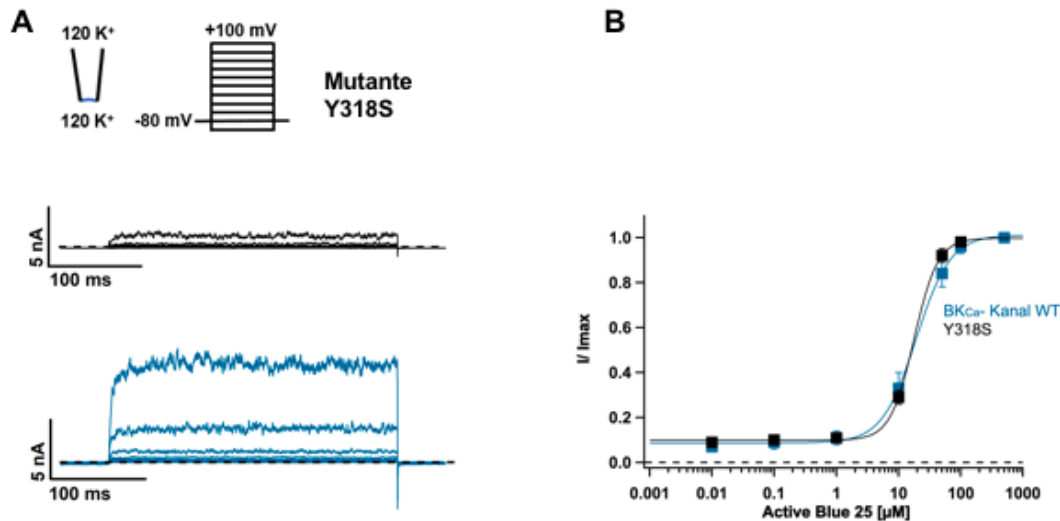 A
120 K⁺
+100 mV
120 K⁺
-80 mV
Mutante
Y318S
5 nA
100 ms
5 nA
100 ms
B
1.0
0.8
0.6
0.4
0.2
0.0
I/ Imax
BKCa- Kanal WT
Y318S
0.001 0.01 0.1 1 10 100 1000
Active Blue 25 [µM]